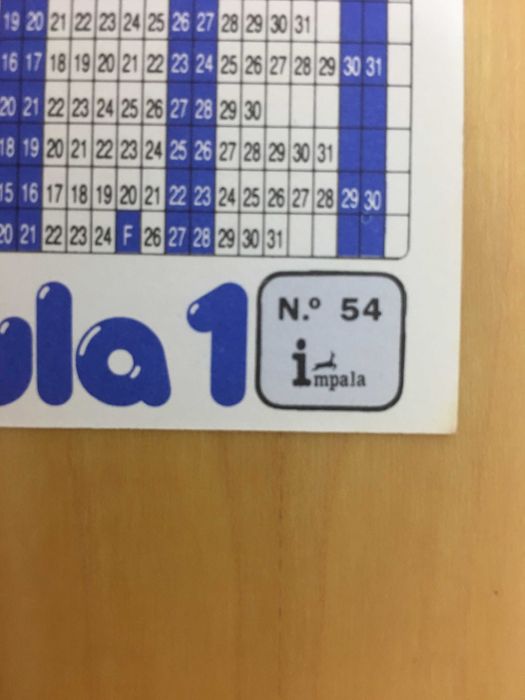 19 20 21 22 23 24 25 26 27 28 29 30 31
16 17 18 19 20 21 22 23 24 25 26 27 28 29 30 31
20 21 22 23 24 25 26 27 28 29 30
18 19 20 21 22 23 24 25 26 27 28 29 30 31
15 16 17 18 19 20 21 22 23 24 25 26 27 28 29 30
20 21 22 23 24 F 26 27 28 29 30 31
ula 1
N.º 54
impala